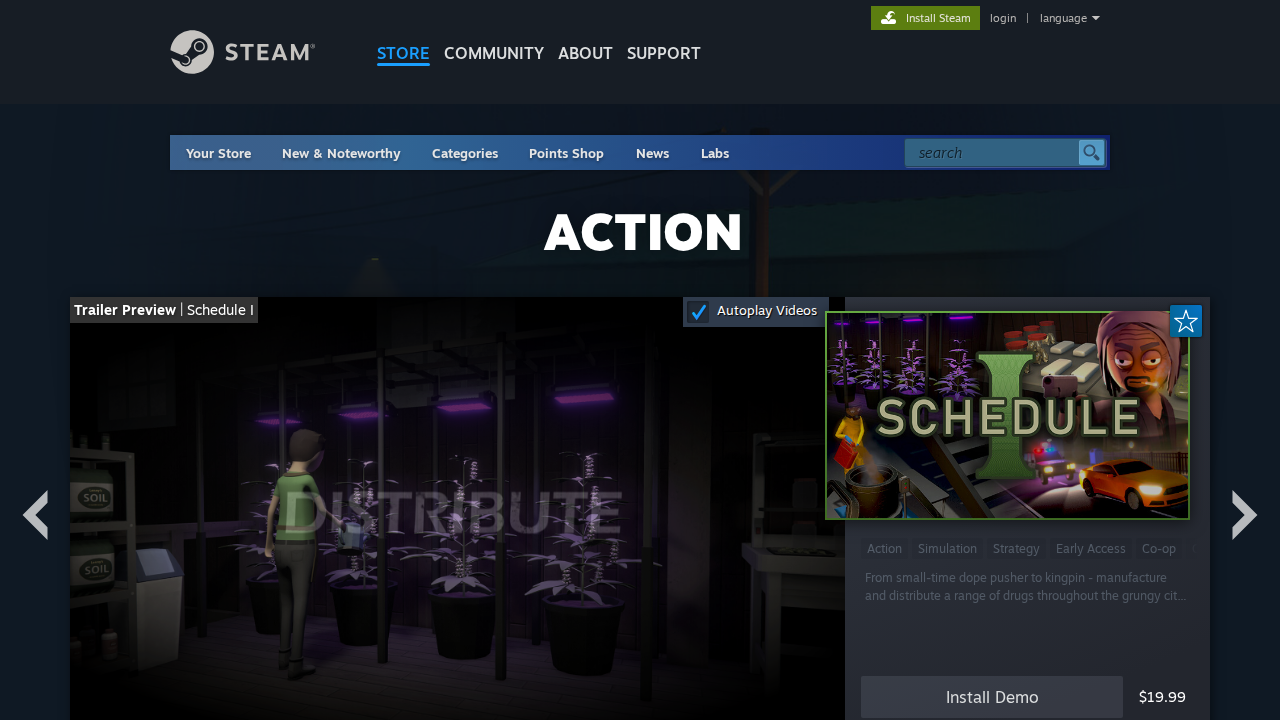 Install Steam
login | language
STEAM®
STORE COMMUNITY ABOUT SUPPORT
Your Store New & Noteworthy Categories Points Shop News Labs
search
ACTION
Trailer Preview | Schedule I
Autoplay Videos
DISTRIBUTE
SOIL
SOIL
SCHEDULE I
Action Simulation Strategy Early Access Co-op
From small-time dope pusher to kingpin - manufacture
and distribute a range of drugs throughout the grungy cit...
Install Demo
$19.99